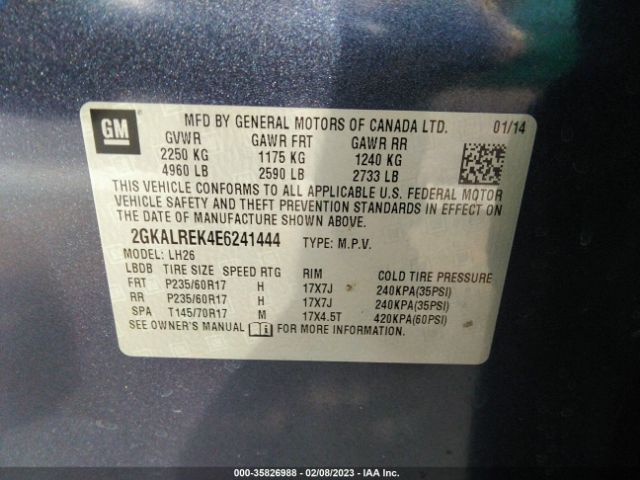 GM
MFD BY GENERAL MOTORS OF CANADA LTD. 01/14
GVWR GAWR FRT GAWR RR
2250 KG 1175 KG 1240 KG
4960 LB 2590 LB 2733 LB
THIS VEHICLE CONFORMS TO ALL APPLICABLE U.S. FEDERAL MOTOR
VEHICLE SAFETY AND THEFT PREVENTION STANDARDS IN EFFECT ON
THE DATE OF MANUFACTURE SHOWN ABOVE.
2GKALREK4E6241444 TYPE: M.P.V.
MODEL: LH26
LBDB TIRE SIZE SPEED RTG RIM COLD TIRE PRESSURE
FRT P235/60R17 H 17X7J 240KPA(35PSI)
RR P235/60R17 H 17X7J 240KPA(35PSI)
SPA T145/70R17 M 17X4.5T 420KPA(60PSI)
SEE OWNER'S MANUAL FOR MORE INFORMATION.
000-35826988 — 02/08/2023 — IAA Inc.